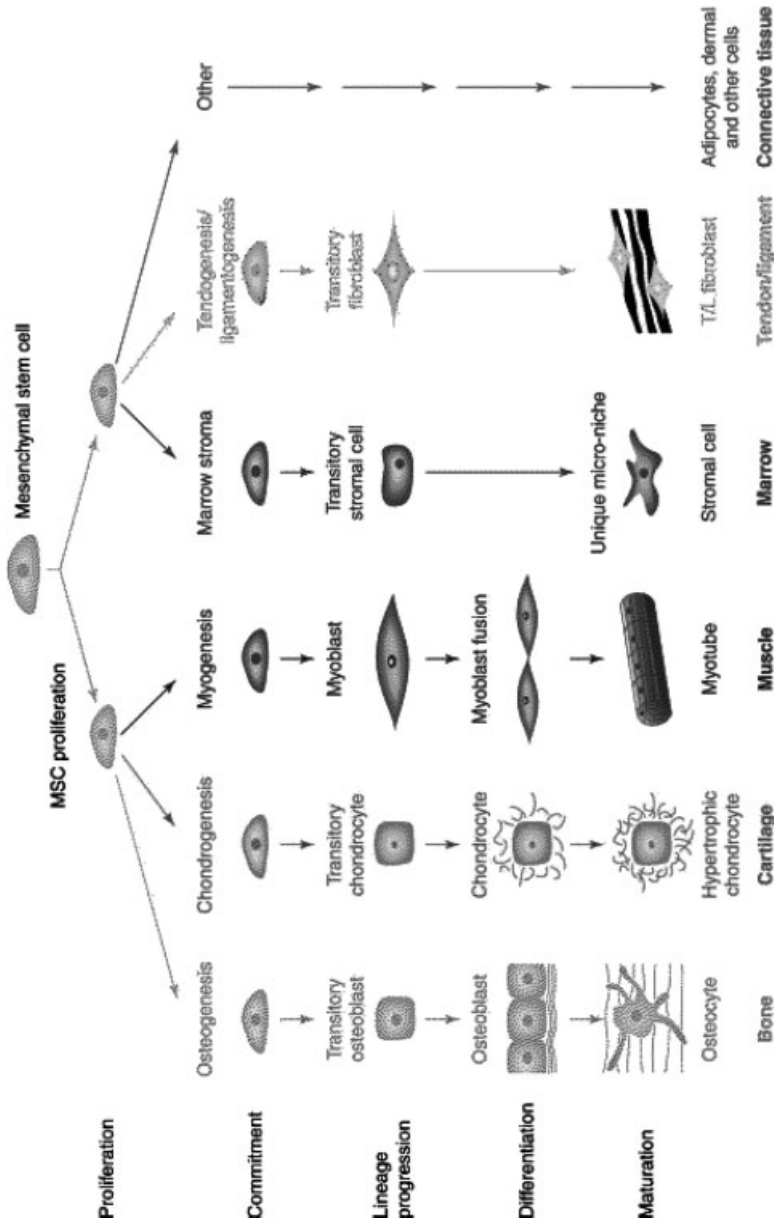 Mesenchymal stem cell
MSC proliferation
Proliferation
Osteogenesis
Chondrogenesis
Myogenesis
Marrow stroma
Tendogenesis/
ligamentogenesis
Other
Commitment
Transitory
osteoblast
Transitory
chondrocyte
Myoblast
Transitory
stromal cell
Transitory
fibroblast
Lineage
progression
Osteoblast
Chondrocyte
Myoblast fusion
Differentiation
Unique micro-niche
Maturation
Osteocyte
Hypertrophic
chondrocyte
Myotube
Stromal cell
T/L fibroblast
Adipocytes, dermal
and other cells
Bone
Cartilage
Muscle
Marrow
Tendon/ligament
Connective tissue